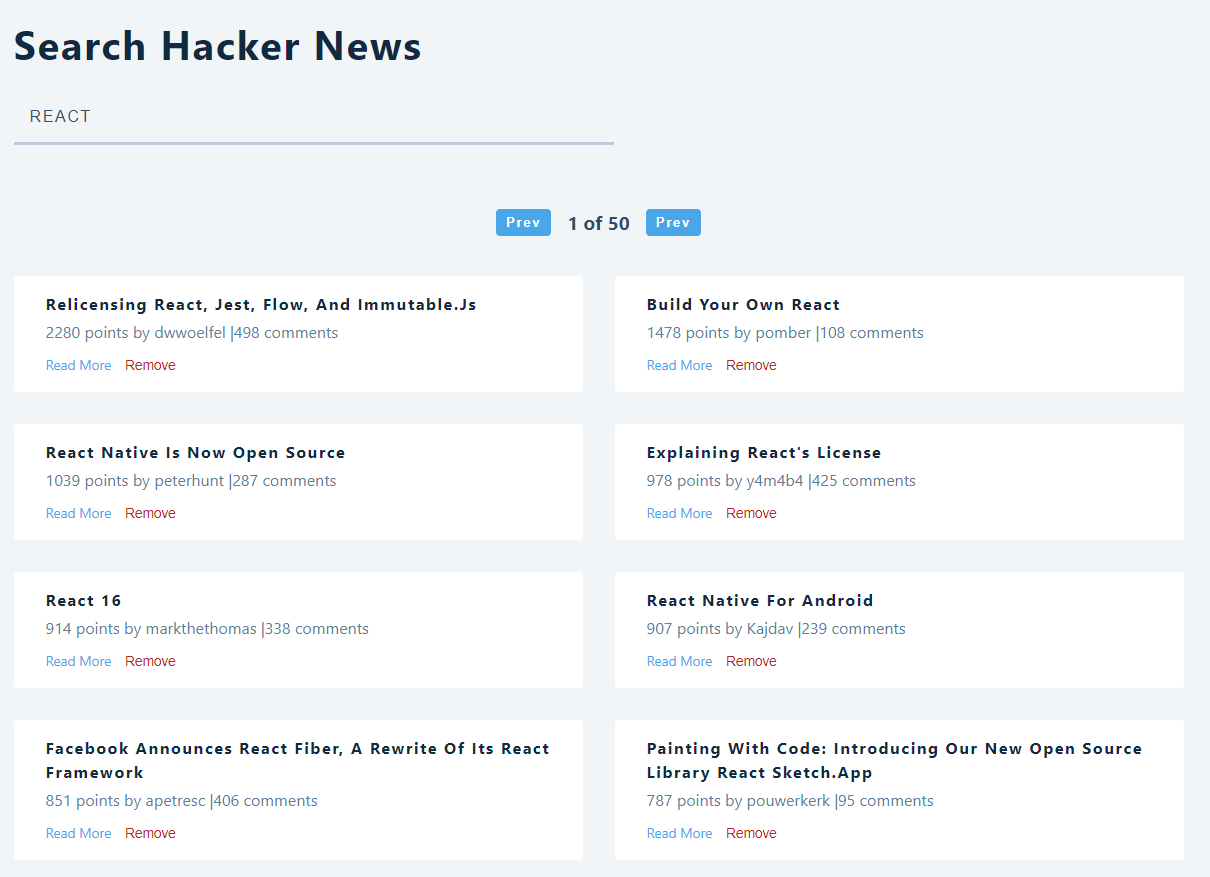 Search Hacker News
REACT
Prev 1 of 50 Prev
Relicensing React, Jest, Flow, And Immutable.Js
2280 points by dwwoelfel |498 comments
Read More Remove
Build Your Own React
1478 points by pomber |108 comments
Read More Remove
React Native Is Now Open Source
1039 points by peterhunt |287 comments
Read More Remove
Explaining React's License
978 points by y4m4b4 |425 comments
Read More Remove
React 16
914 points by markthethomas |338 comments
Read More Remove
React Native For Android
907 points by Kajdav |239 comments
Read More Remove
Facebook Announces React Fiber, A Rewrite Of Its React
Framework
851 points by apetresc |406 comments
Read More Remove
Painting With Code: Introducing Our New Open Source
Library React Sketch.App
787 points by pouwerkerk |95 comments
Read More Remove